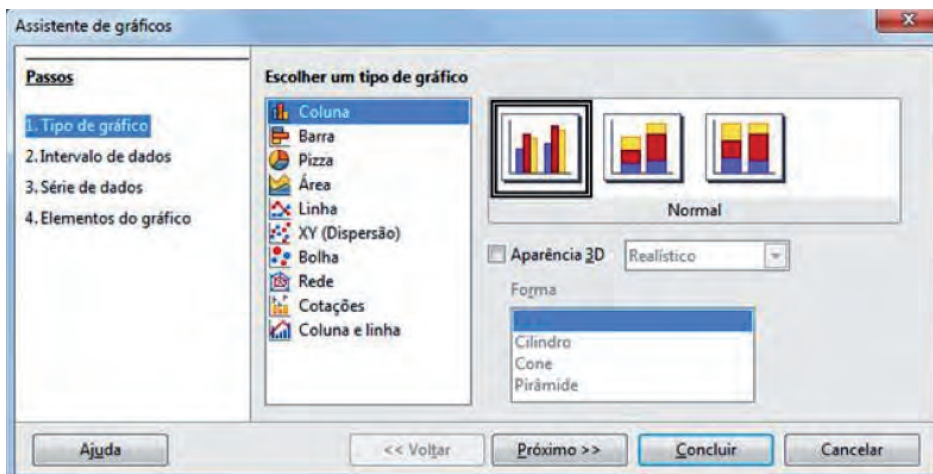 Assistente de gráficos
Passos
1. Tipo de gráfico
2. Intervalo de dados
3. Série de dados
4. Elementos do gráfico
Escolher um tipo de gráfico
Coluna
Barra
Pizza
Área
Linha
XY (Dispersão)
Bolha
Rede
Cotações
Coluna e linha
Normal
Aparência 3D
Realístico
Forma
Cilindro
Cone
Pirâmide
Ajuda
<< Voltar
Próximo >>
Concluir
Cancelar